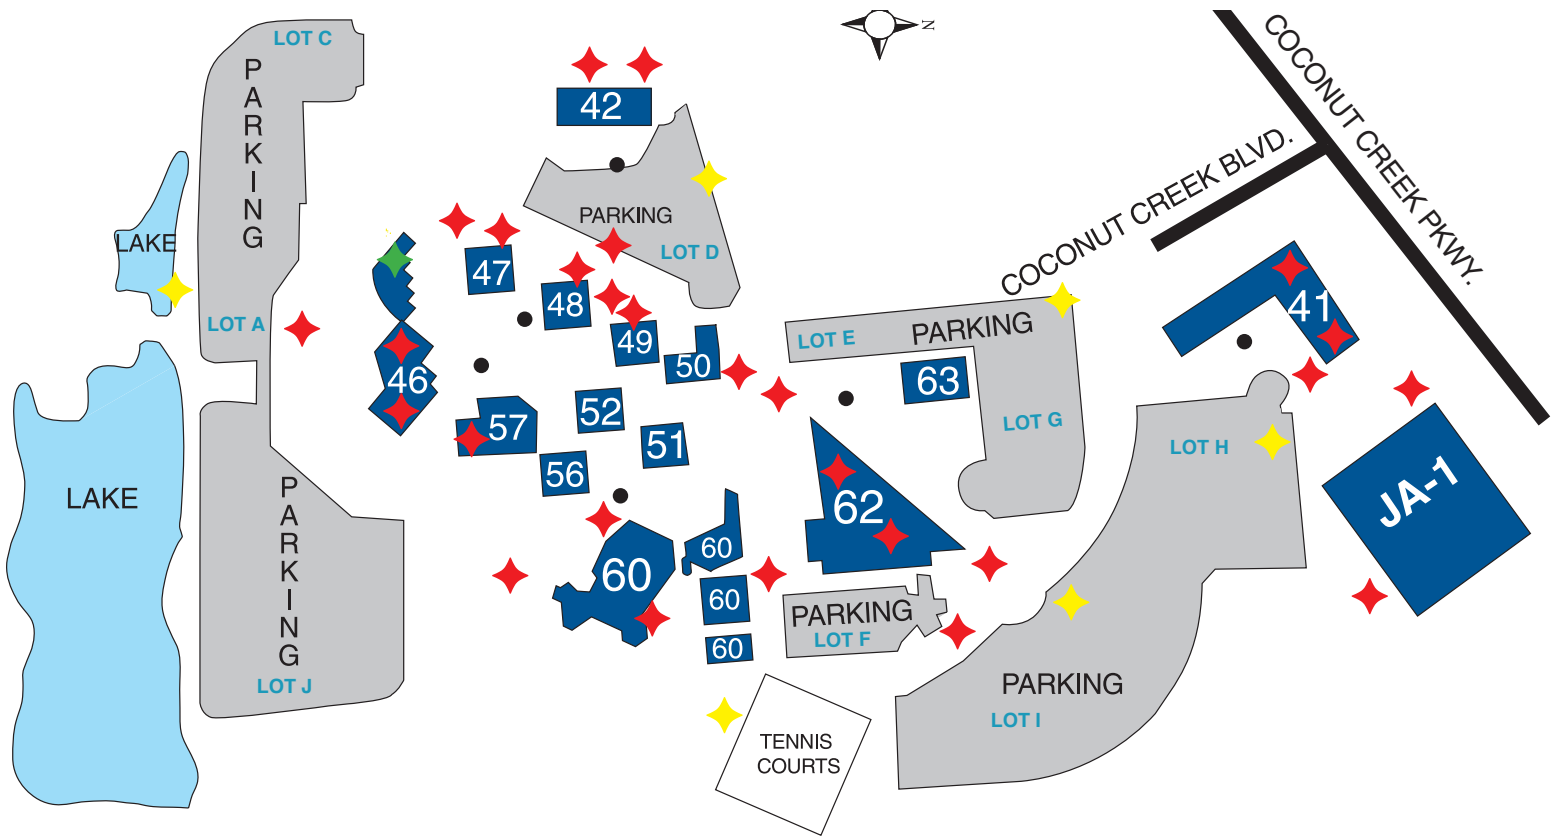 N
LOT C
PARKING
42
COCONUT CREEK PKWY.
COCONUT CREEK BLVD.
PARKING
LOT D
LAKE
47
48
41
LOT A
LOT E
PARKING
49
50
46
63
52
57
51
LOT G
LOT H
56
JA-1
LAKE
PARKING
62
60
60
60
60
PARKING
LOT F
LOT J
PARKING
LOT I
TENNIS
COURTS